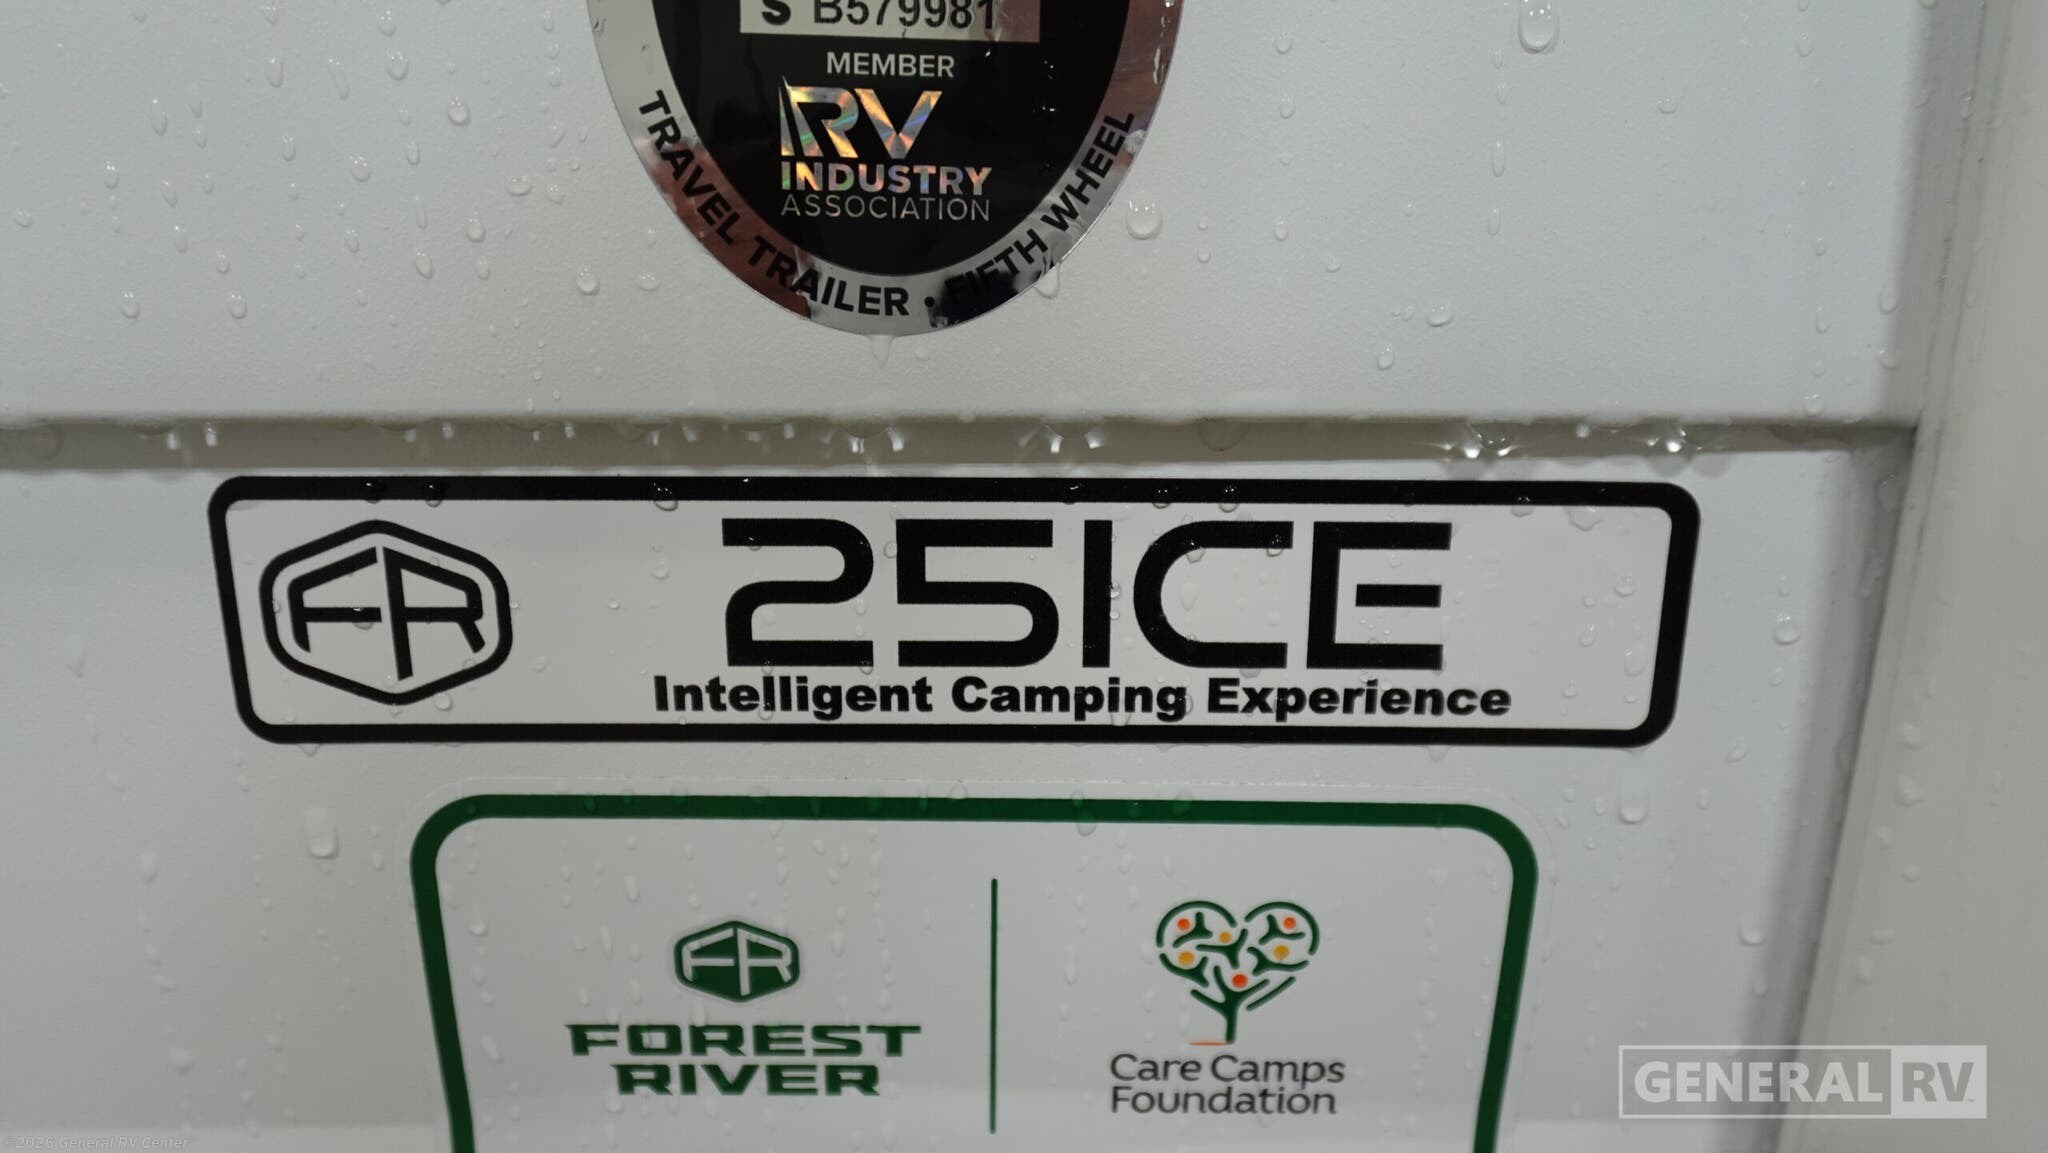 S B579981
MEMBER
RV
INDUSTRY
ASSOCIATION
TRAVEL TRAILER • FIFTH WHEEL
FR
25ICE
Intelligent Camping Experience
FR
FOREST
RIVER
Care Camps
Foundation
GENERAL RV
©2025 General RV Center